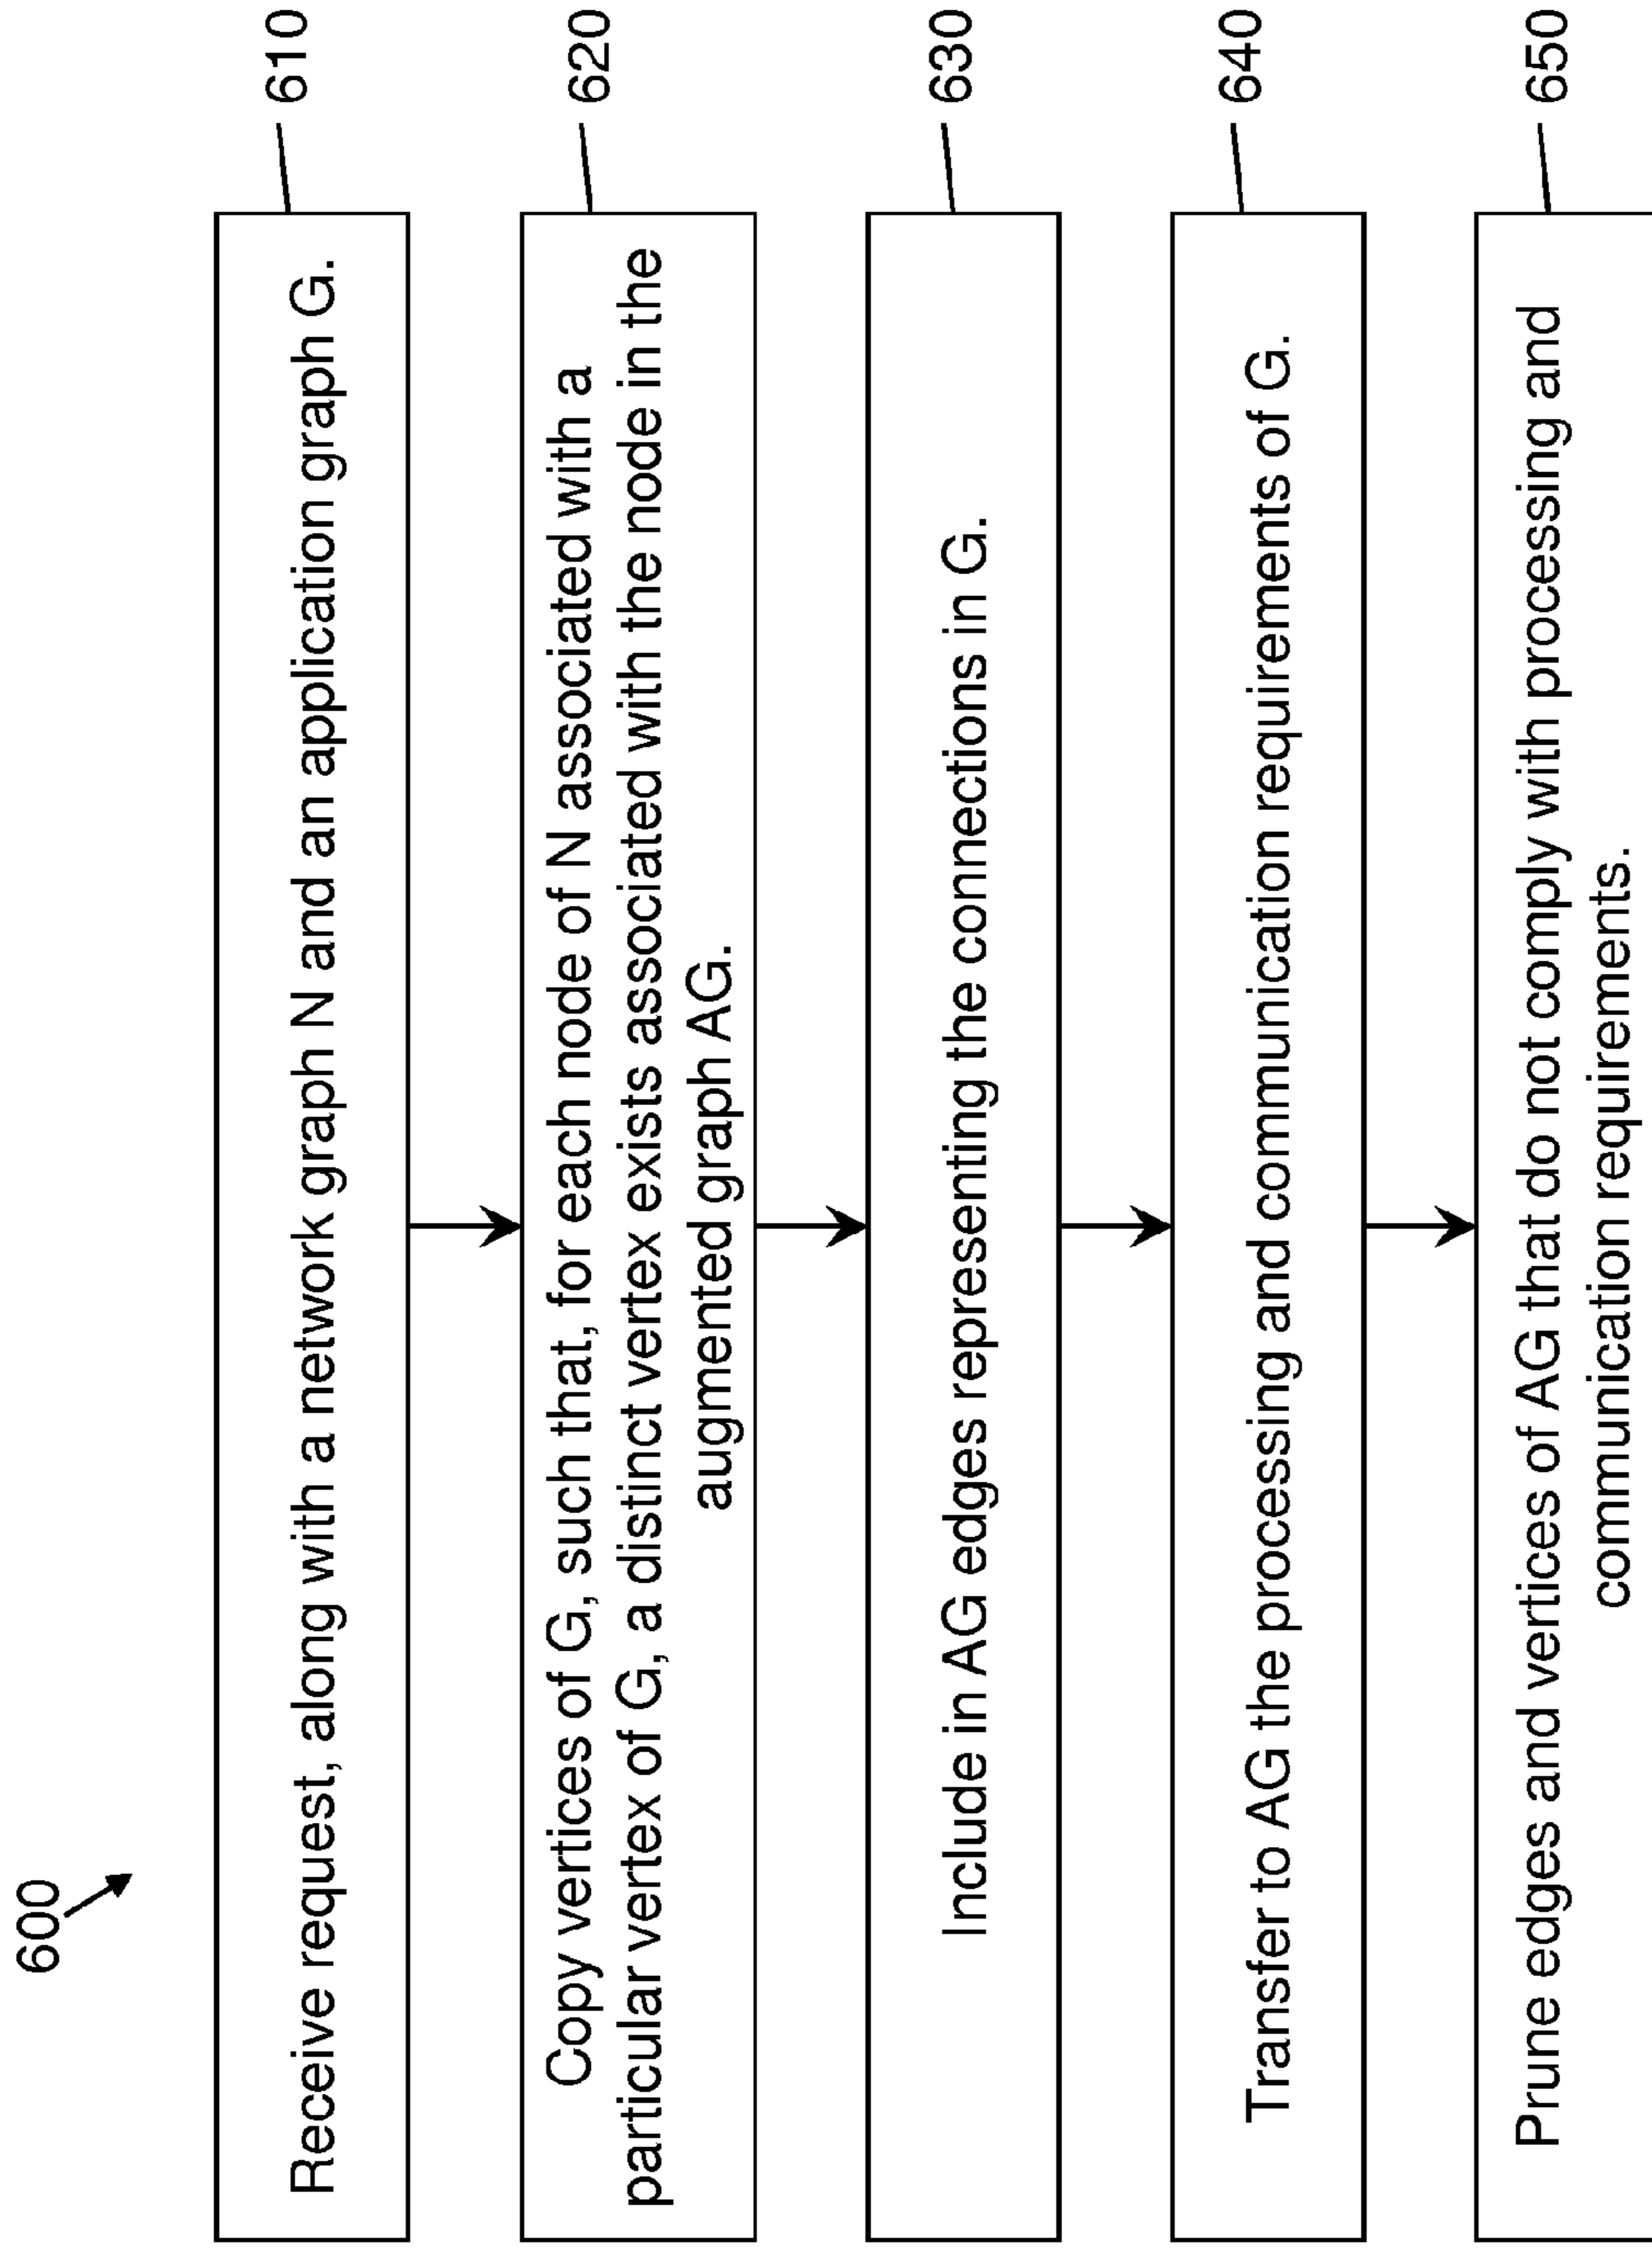 600
Receive request, along with a network graph N and an application graph G.
610
Copy vertices of G, such that, for each node of N associated with a
particular vertex of G, a distinct vertex exists associated with the node in the
augmented graph AG.
620
Include in AG edges representing the connections in G.
630
Transfer to AG the processing and communication requirements of G.
640
Prune edges and vertices of AG that do not comply with processing and
communication requirements.
650